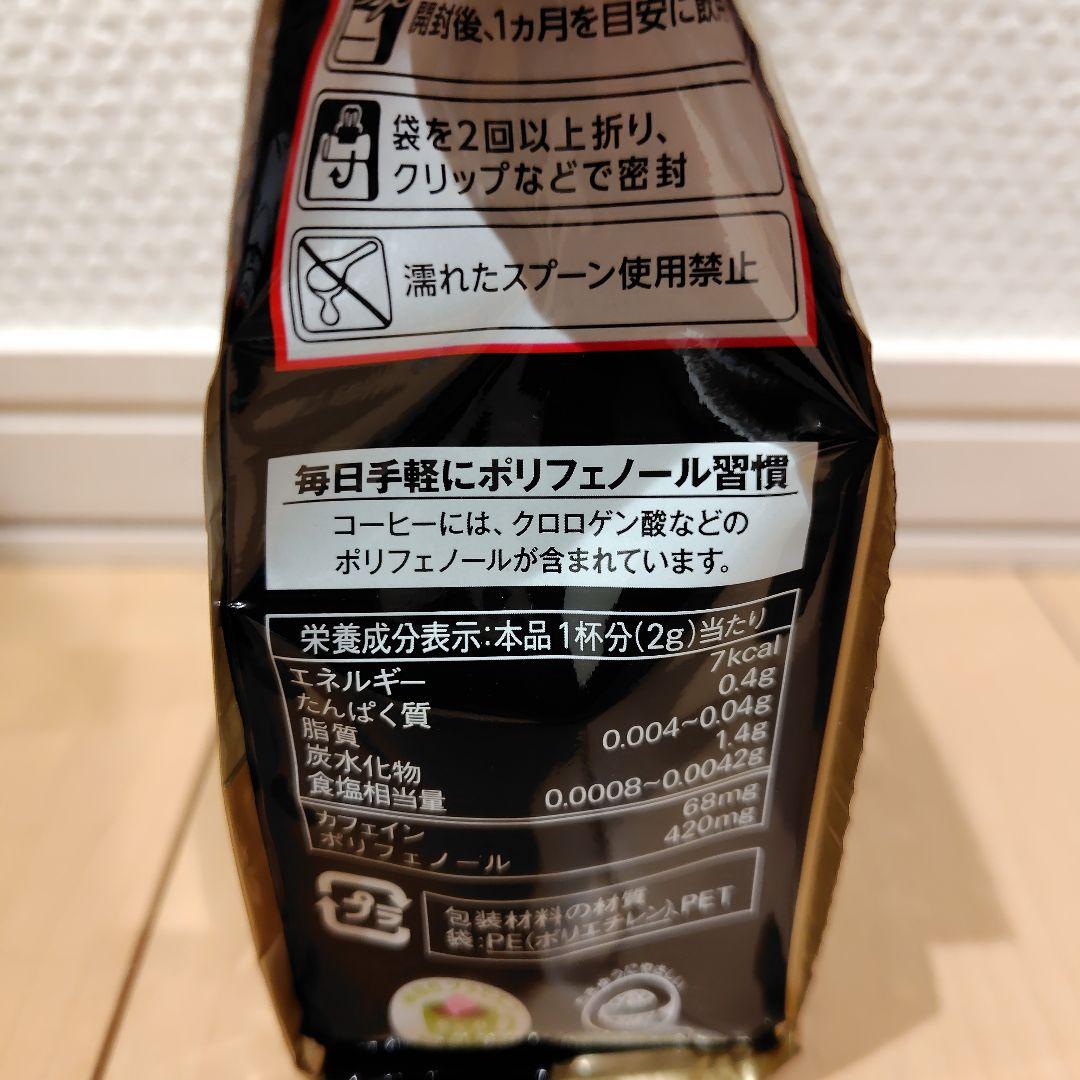 開封後、1ヵ月を目安に飲
袋を2回以上折り、
クリップなどで密封
濡れたスプーン使用禁止
毎日手軽にポリフェノール習慣
コーヒーには、クロロゲン酸などの
ポリフェノールが含まれています。
栄養成分表示:本品1杯分(2g)当たり
エネルギー 7kcal
たんぱく質 0.4g
脂質 0.004~0.04g
炭水化物 1.4g
食塩相当量 0.0008~0.0042g
カフェイン 68mg
ポリフェノール 420mg
プラ
包装材料の材質
袋:PE(ポリエチレン)、PET